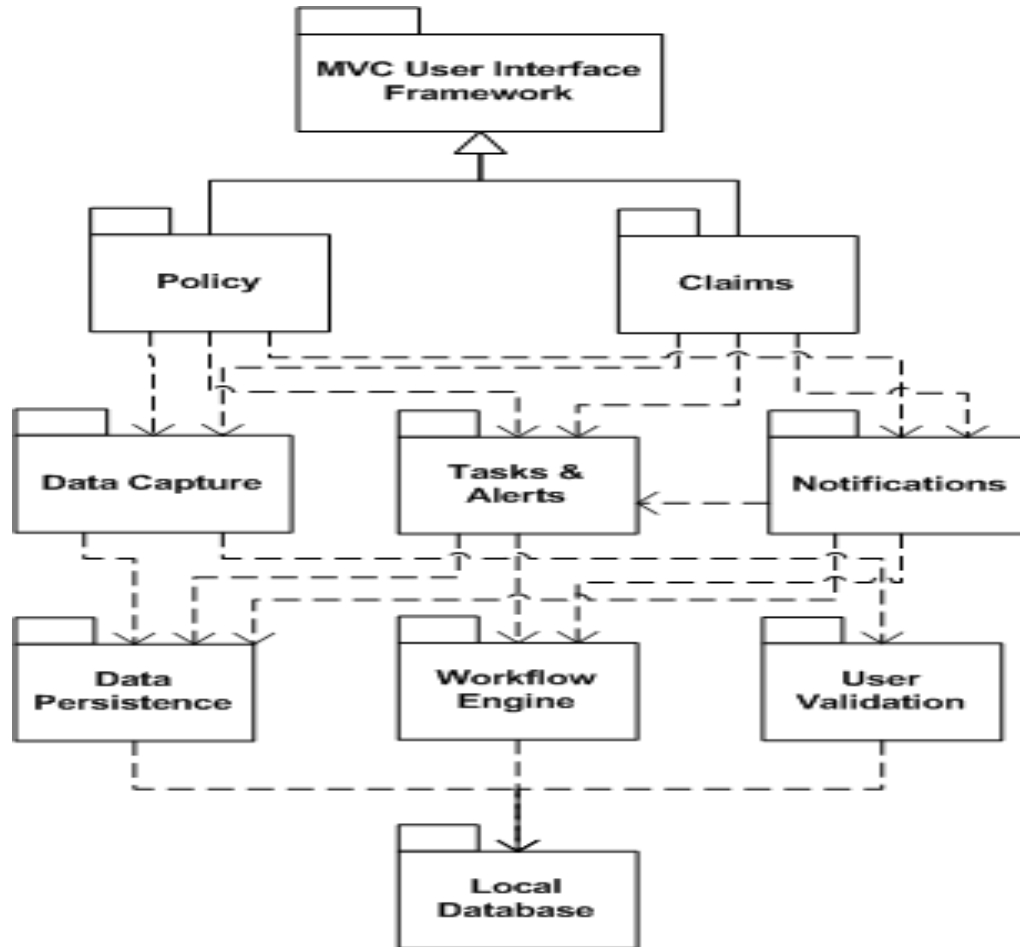 MVC User Interface
Framework
Policy
Claims
Data Capture
Tasks &
Alerts
Notifications
Data
Persistence
Workflow
Engine
User
Validation
Local
Database